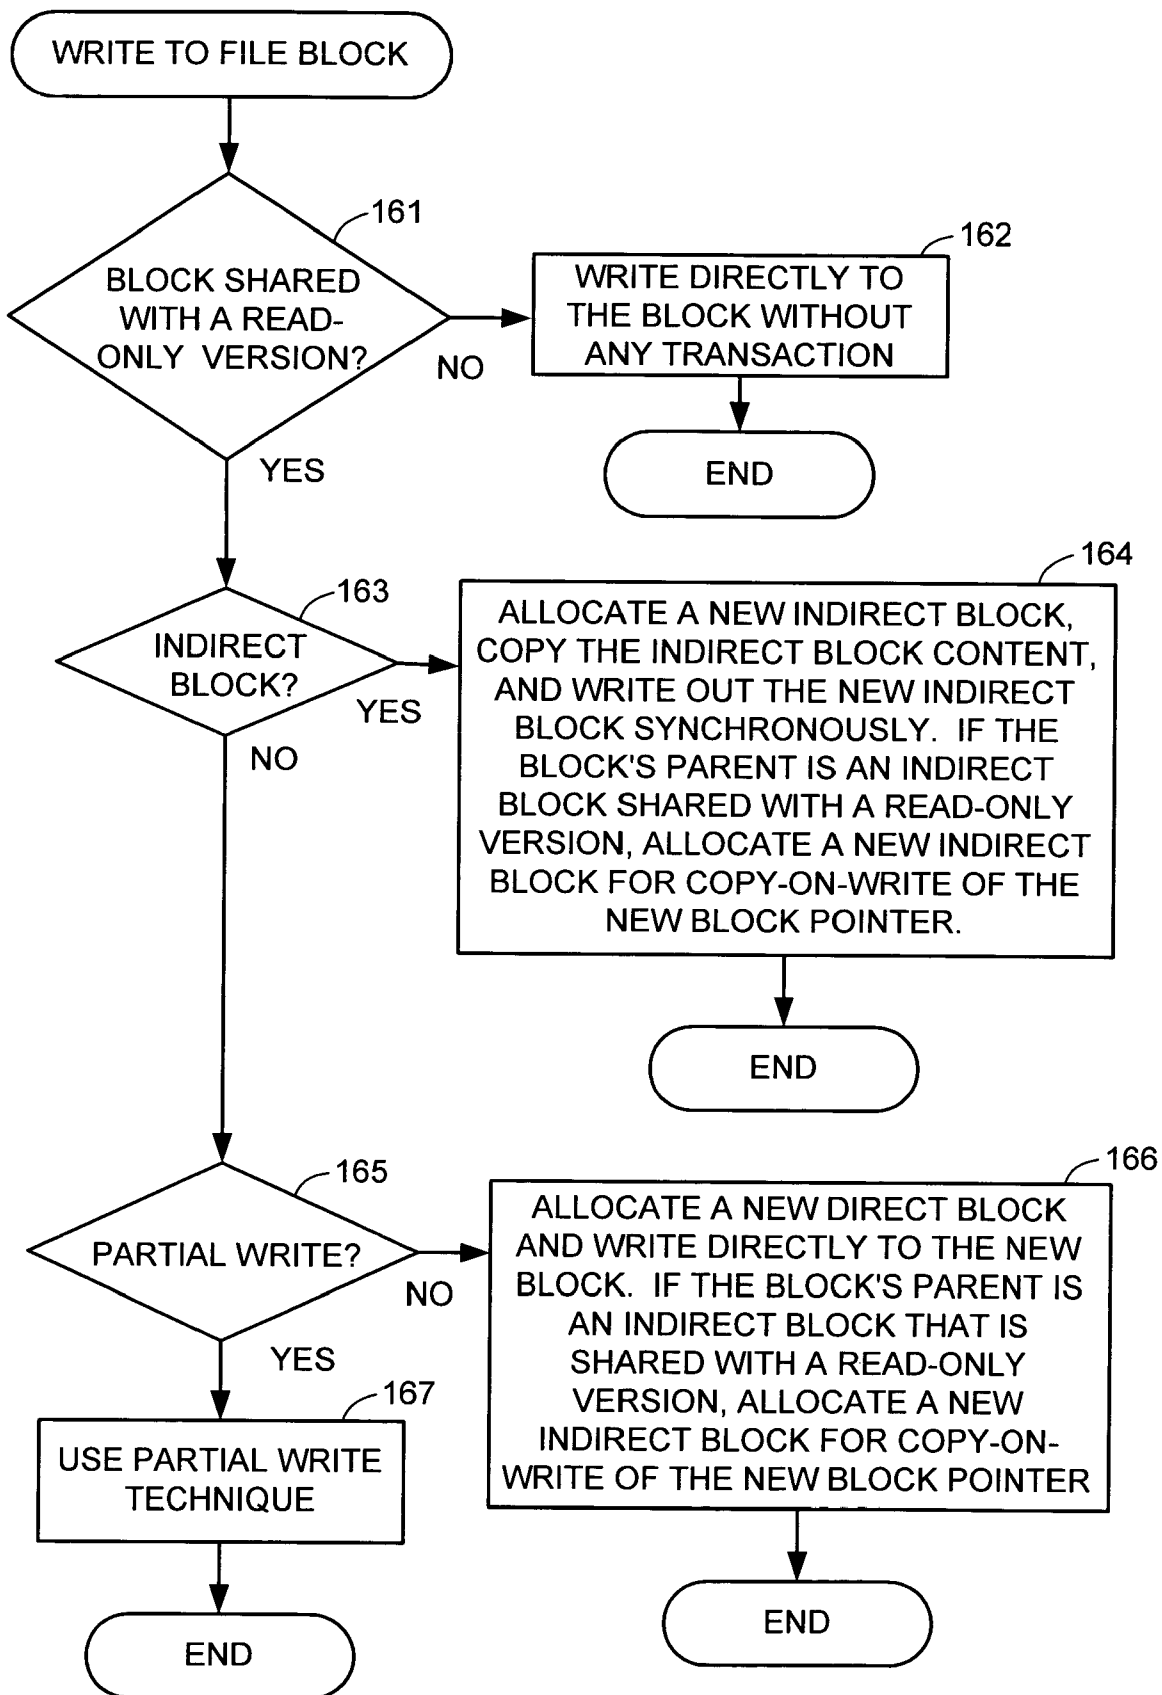 WRITE TO FILE BLOCK
161
BLOCK SHARED
WITH A READ-
ONLY VERSION?
NO
YES
162
WRITE DIRECTLY TO
THE BLOCK WITHOUT
ANY TRANSACTION
END
163
INDIRECT
BLOCK?
YES
NO
164
ALLOCATE A NEW INDIRECT BLOCK,
COPY THE INDIRECT BLOCK CONTENT,
AND WRITE OUT THE NEW INDIRECT
BLOCK SYNCHRONOUSLY. IF THE
BLOCK'S PARENT IS AN INDIRECT
BLOCK SHARED WITH A READ-ONLY
VERSION, ALLOCATE A NEW INDIRECT
BLOCK FOR COPY-ON-WRITE OF THE
NEW BLOCK POINTER.
END
165
PARTIAL WRITE?
NO
YES
166
ALLOCATE A NEW DIRECT BLOCK
AND WRITE DIRECTLY TO THE NEW
BLOCK. IF THE BLOCK'S PARENT IS
AN INDIRECT BLOCK THAT IS
SHARED WITH A READ-ONLY
VERSION, ALLOCATE A NEW
INDIRECT BLOCK FOR COPY-ON-
WRITE OF THE NEW BLOCK POINTER
END
167
USE PARTIAL WRITE
TECHNIQUE
END